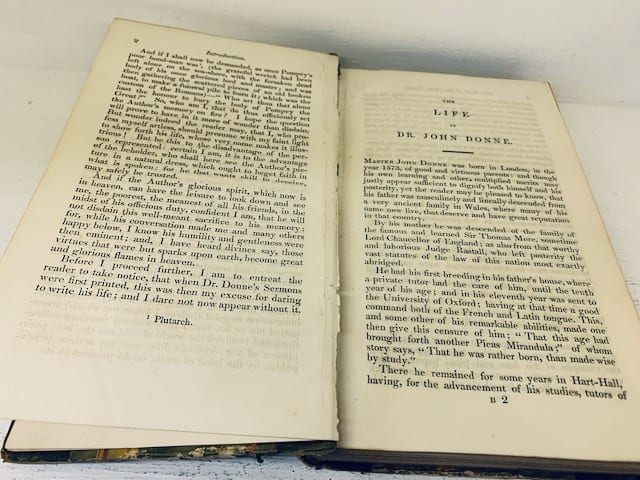 2
Introduction.
And if I shall now be demanded, as once Pompey's
poor bond-man was¹, (the grateful wretch had been
left alone on the sea-shore, with the forsaken dead
body of his once glorious lord and master; and was
then gathering the scattered pieces of an old broken
boat, to make a funeral pile to burn it (which was the
custom of the Romans)—" Who art thou that alone
hast the honour to bury the body of Pompey the
Great?" So, who am I, that do thus officiously set
the Author's memory on fire? I hope the question
will prove to have in it more of wonder than disdain.
But wonder indeed the reader may, that I, who pro-
fess myself artless, should presume with my faint light
to show forth his life, whose very name makes it illus-
trious! But be this to the disadvantage of the per-
son represented: certain I am, it is to the advantage
of the beholder, who shall here see the Author's pic-
ture in a natural dress, which ought to beget faith in
what is spoken: for he that wants skill to deceive,
may safely be trusted.
And if the Author's glorious spirit, which now is
in heaven, can have the leisure to look down and see
me, the poorest, the meanest of all his friends, in the
midst of his officious duty, confident I am, that he will
not disdain this well-meant sacrifice to his memory:
for, while his conversation made me and many others
happy below, I know his humility and gentleness were
then eminent; and, I have heard divines say, those
virtues that were but sparks upon earth, become great
and glorious flames in heaven.
Before I proceed further, I am to entreat the
reader to take notice, that when Dr. Donne's Sermons
were first printed, this was then my excuse for daring
to write his life; and I dare not now appear without it.
¹ Plutarch.
THE
LIFE
OF
DR. JOHN DONNE.
MASTER JOHN DONNE was born in London, in the
year 1573, of good and virtuous parents: and though
his own learning and other multiplied merits may
justly appear sufficient to dignify both himself and his
posterity, yet the reader may be pleased to know, that
his father was masculinely and lineally descended from
a very ancient family in Wales, where many of his
name now live, that deserve and have great reputation
in that country.
By his mother he was descended of the family of
the famous and learned Sir Thomas More, sometime
Lord Chancellor of England; as also from that worthy
and laborious Judge Rastall, who left posterity the
vast statutes of the law of this nation most exactly
abridged.
He had his first breeding in his father's house, where
a private tutor had the care of him, until the tenth
year of his age; and in his eleventh year was sent to
the University of Oxford; having at that time a good
command both of the French and Latin tongue. This,
and some other of his remarkable abilities, made one
then give this censure of him; " That this age had
brought forth another Picus Mirandula;" of whom
story says, " That he was rather born, than made wise
by study."
There he remained for some years in Hart-Hall,
having, for the advancement of his studies, tutors of
B 2